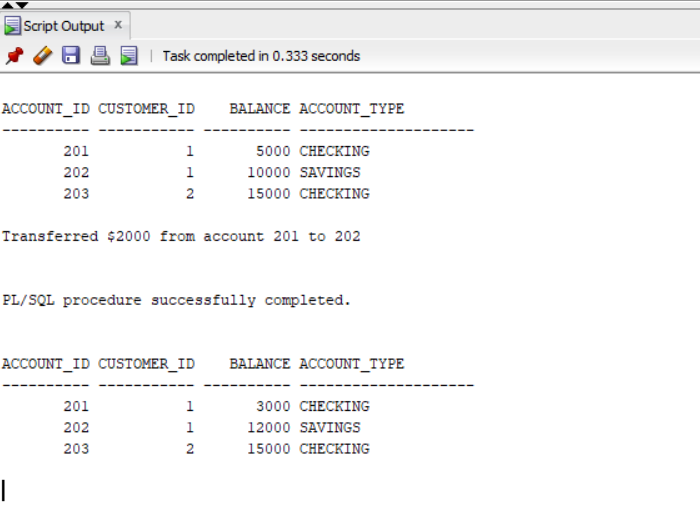 Script Output x
Task completed in 0.333 seconds
ACCOUNT_ID CUSTOMER_ID    BALANCE ACCOUNT_TYPE
---------- ----------- ---------- --------------------
       201           1       5000 CHECKING
       202           1      10000 SAVINGS
       203           2      15000 CHECKING
Transferred $2000 from account 201 to 202
PL/SQL procedure successfully completed.
ACCOUNT_ID CUSTOMER_ID    BALANCE ACCOUNT_TYPE
---------- ----------- ---------- --------------------
       201           1       3000 CHECKING
       202           1      12000 SAVINGS
       203           2      15000 CHECKING